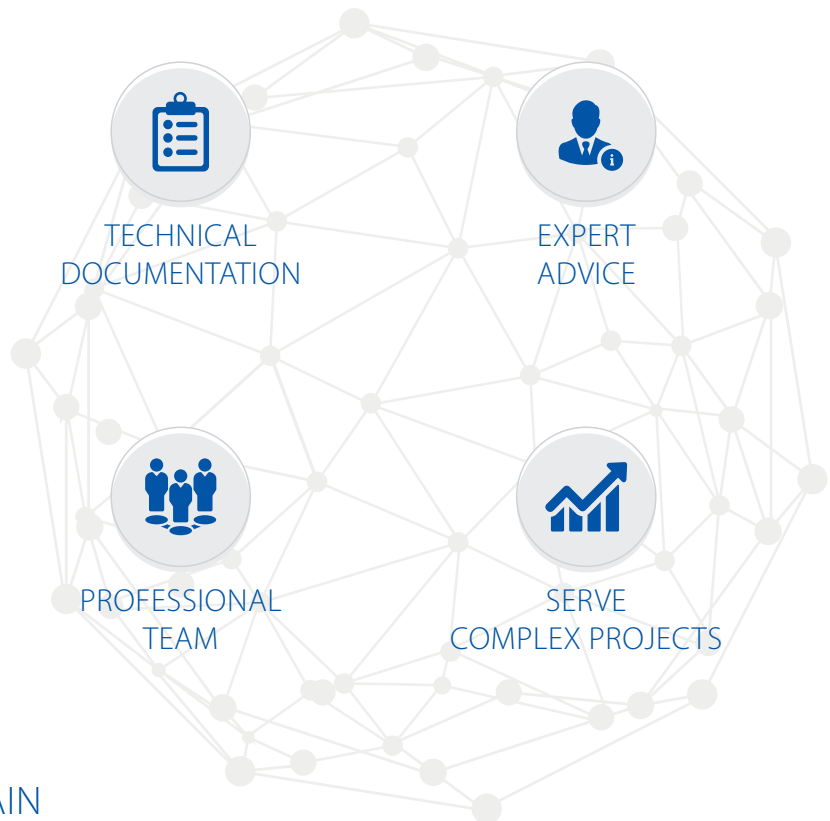 TECHNICAL
DOCUMENTATION
EXPERT
ADVICE
PROFESSIONAL
TEAM
SERVE
COMPLEX PROJECTS